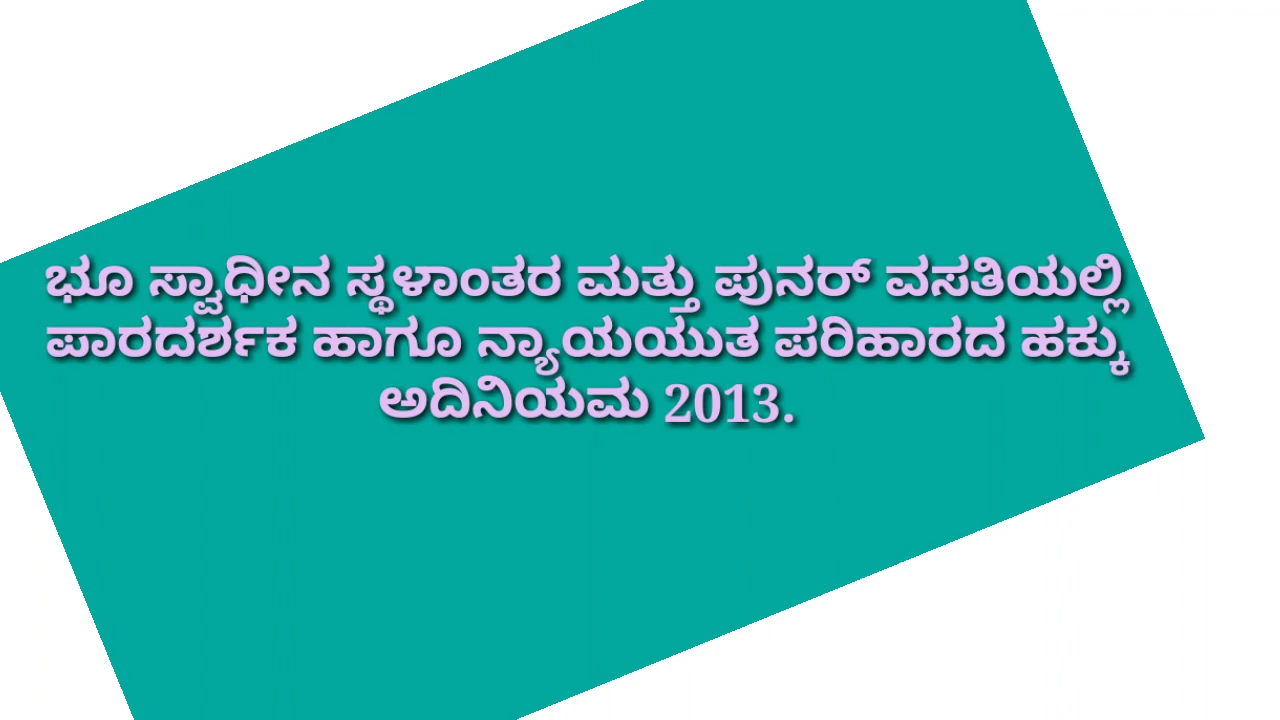 ಭೂ ಸ್ವಾಧೀನ ಸ್ಥಳಾಂತರ ಮತ್ತು ಪುನರ್ ವಸತಿಯಲ್ಲಿ
ಪಾರದರ್ಶಕ ಹಾಗೂ ನ್ಯಾಯಯುತ ಪರಿಹಾರದ ಹಕ್ಕು
ಅದಿನಿಯಮ 2013.